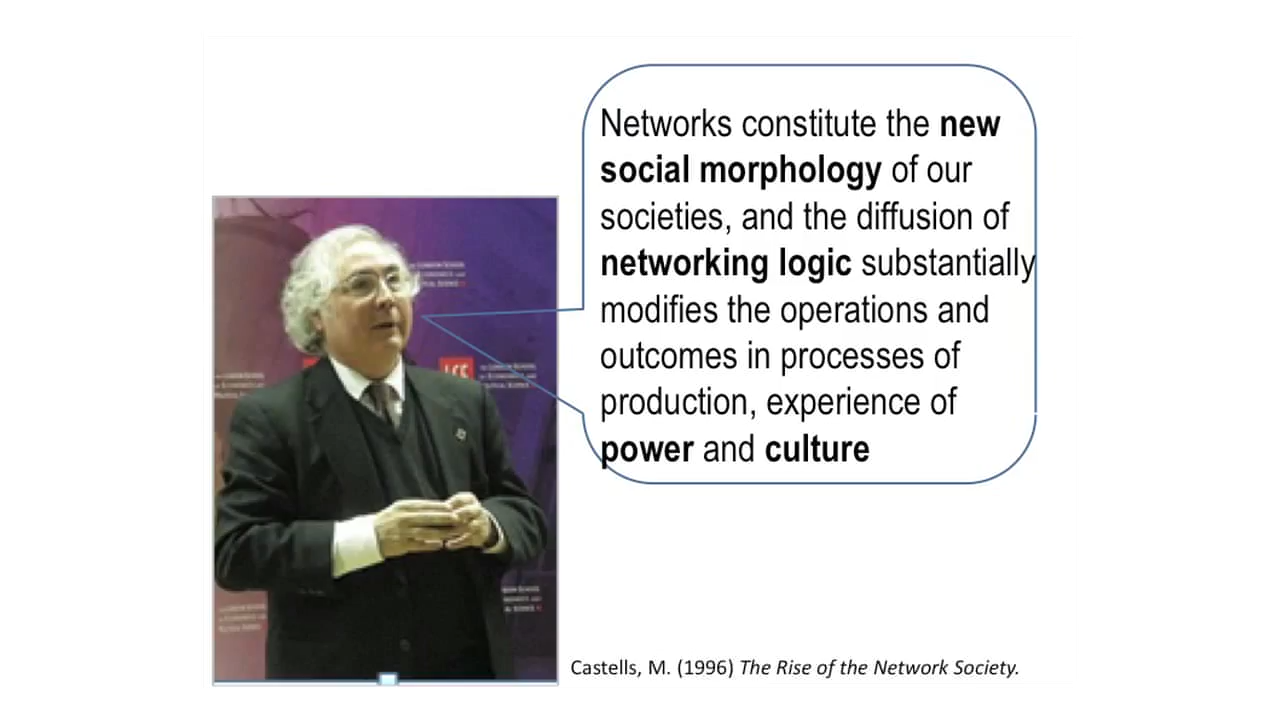 Networks constitute the new
social morphology of our
societies, and the diffusion of
networking logic substantially
modifies the operations and
outcomes in processes of
production, experience of
power and culture
LSE
Castells, M. (1996) The Rise of the Network Society.